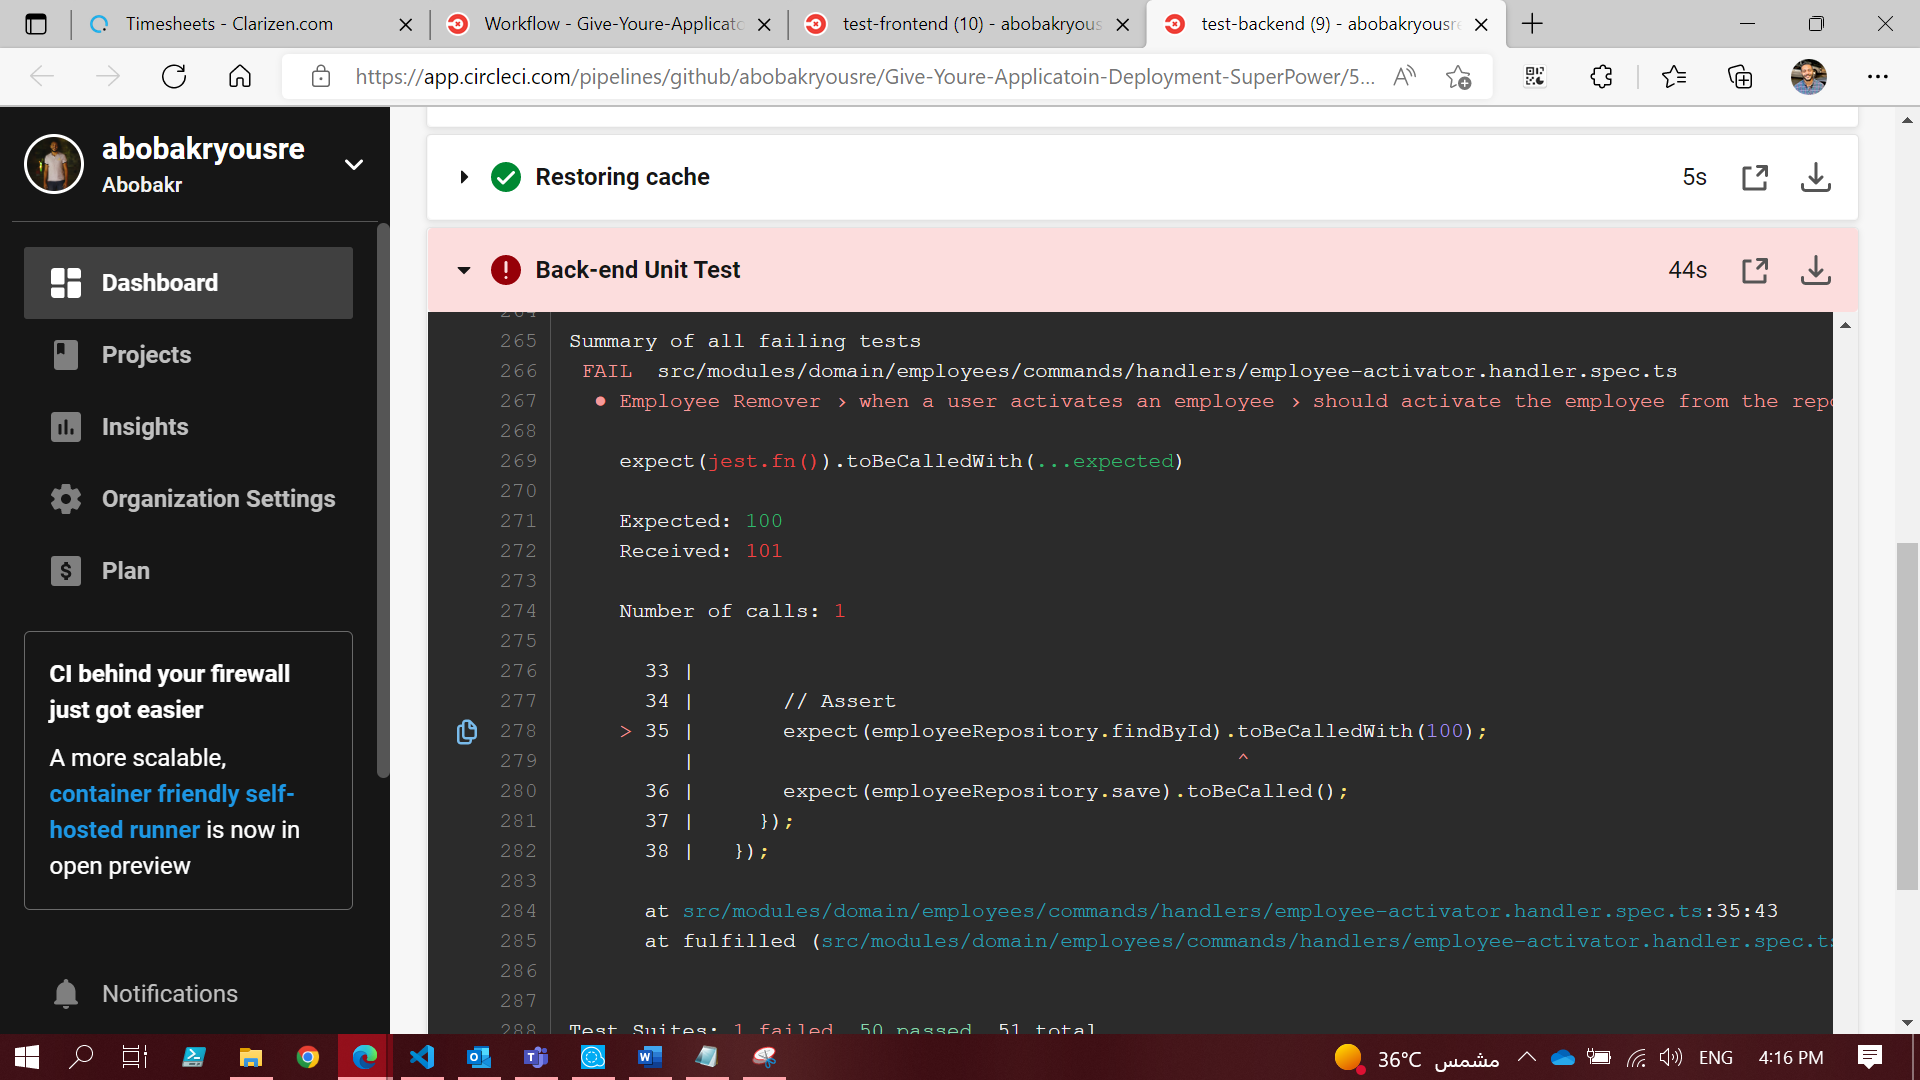 Timesheets - Clarizen.com
Workflow - Give-Youre-Applicato
test-frontend (10) - abobakryous
test-backend (9) - abobakryousre
https://app.circleci.com/pipelines/github/abobakryousre/Give-Youre-Applicatoin-Deployment-SuperPower/5...
abobakryousre
Abobakr
Dashboard
Projects
Insights
Organization Settings
Plan
CI behind your firewall
just got easier
A more scalable,
container friendly self-
hosted runner is now in
open preview
Notifications
Restoring cache
5s
Back-end Unit Test
44s
264
265 Summary of all failing tests
266 FAIL src/modules/domain/employees/commands/handlers/employee-activator.handler.spec.ts
267 ● Employee Remover › when a user activates an employee › should activate the employee from the repo
268
269 expect(jest.fn()).toBeCalledWith(...expected)
270
271 Expected: 100
272 Received: 101
273
274 Number of calls: 1
275
276 33 |
277 34 | // Assert
278 > 35 | expect(employeeRepository.findById).toBeCalledWith(100);
279 | ^
280 36 | expect(employeeRepository.save).toBeCalled();
281 37 | });
282 38 | });
283
284 at src/modules/domain/employees/commands/handlers/employee-activator.handler.spec.ts:35:43
285 at fulfilled (src/modules/domain/employees/commands/handlers/employee-activator.handler.spec.ts
286
287
288 Test Suites: 1 failed, 50 passed, 51 total
36°C مشمس
ENG
4:16 PM